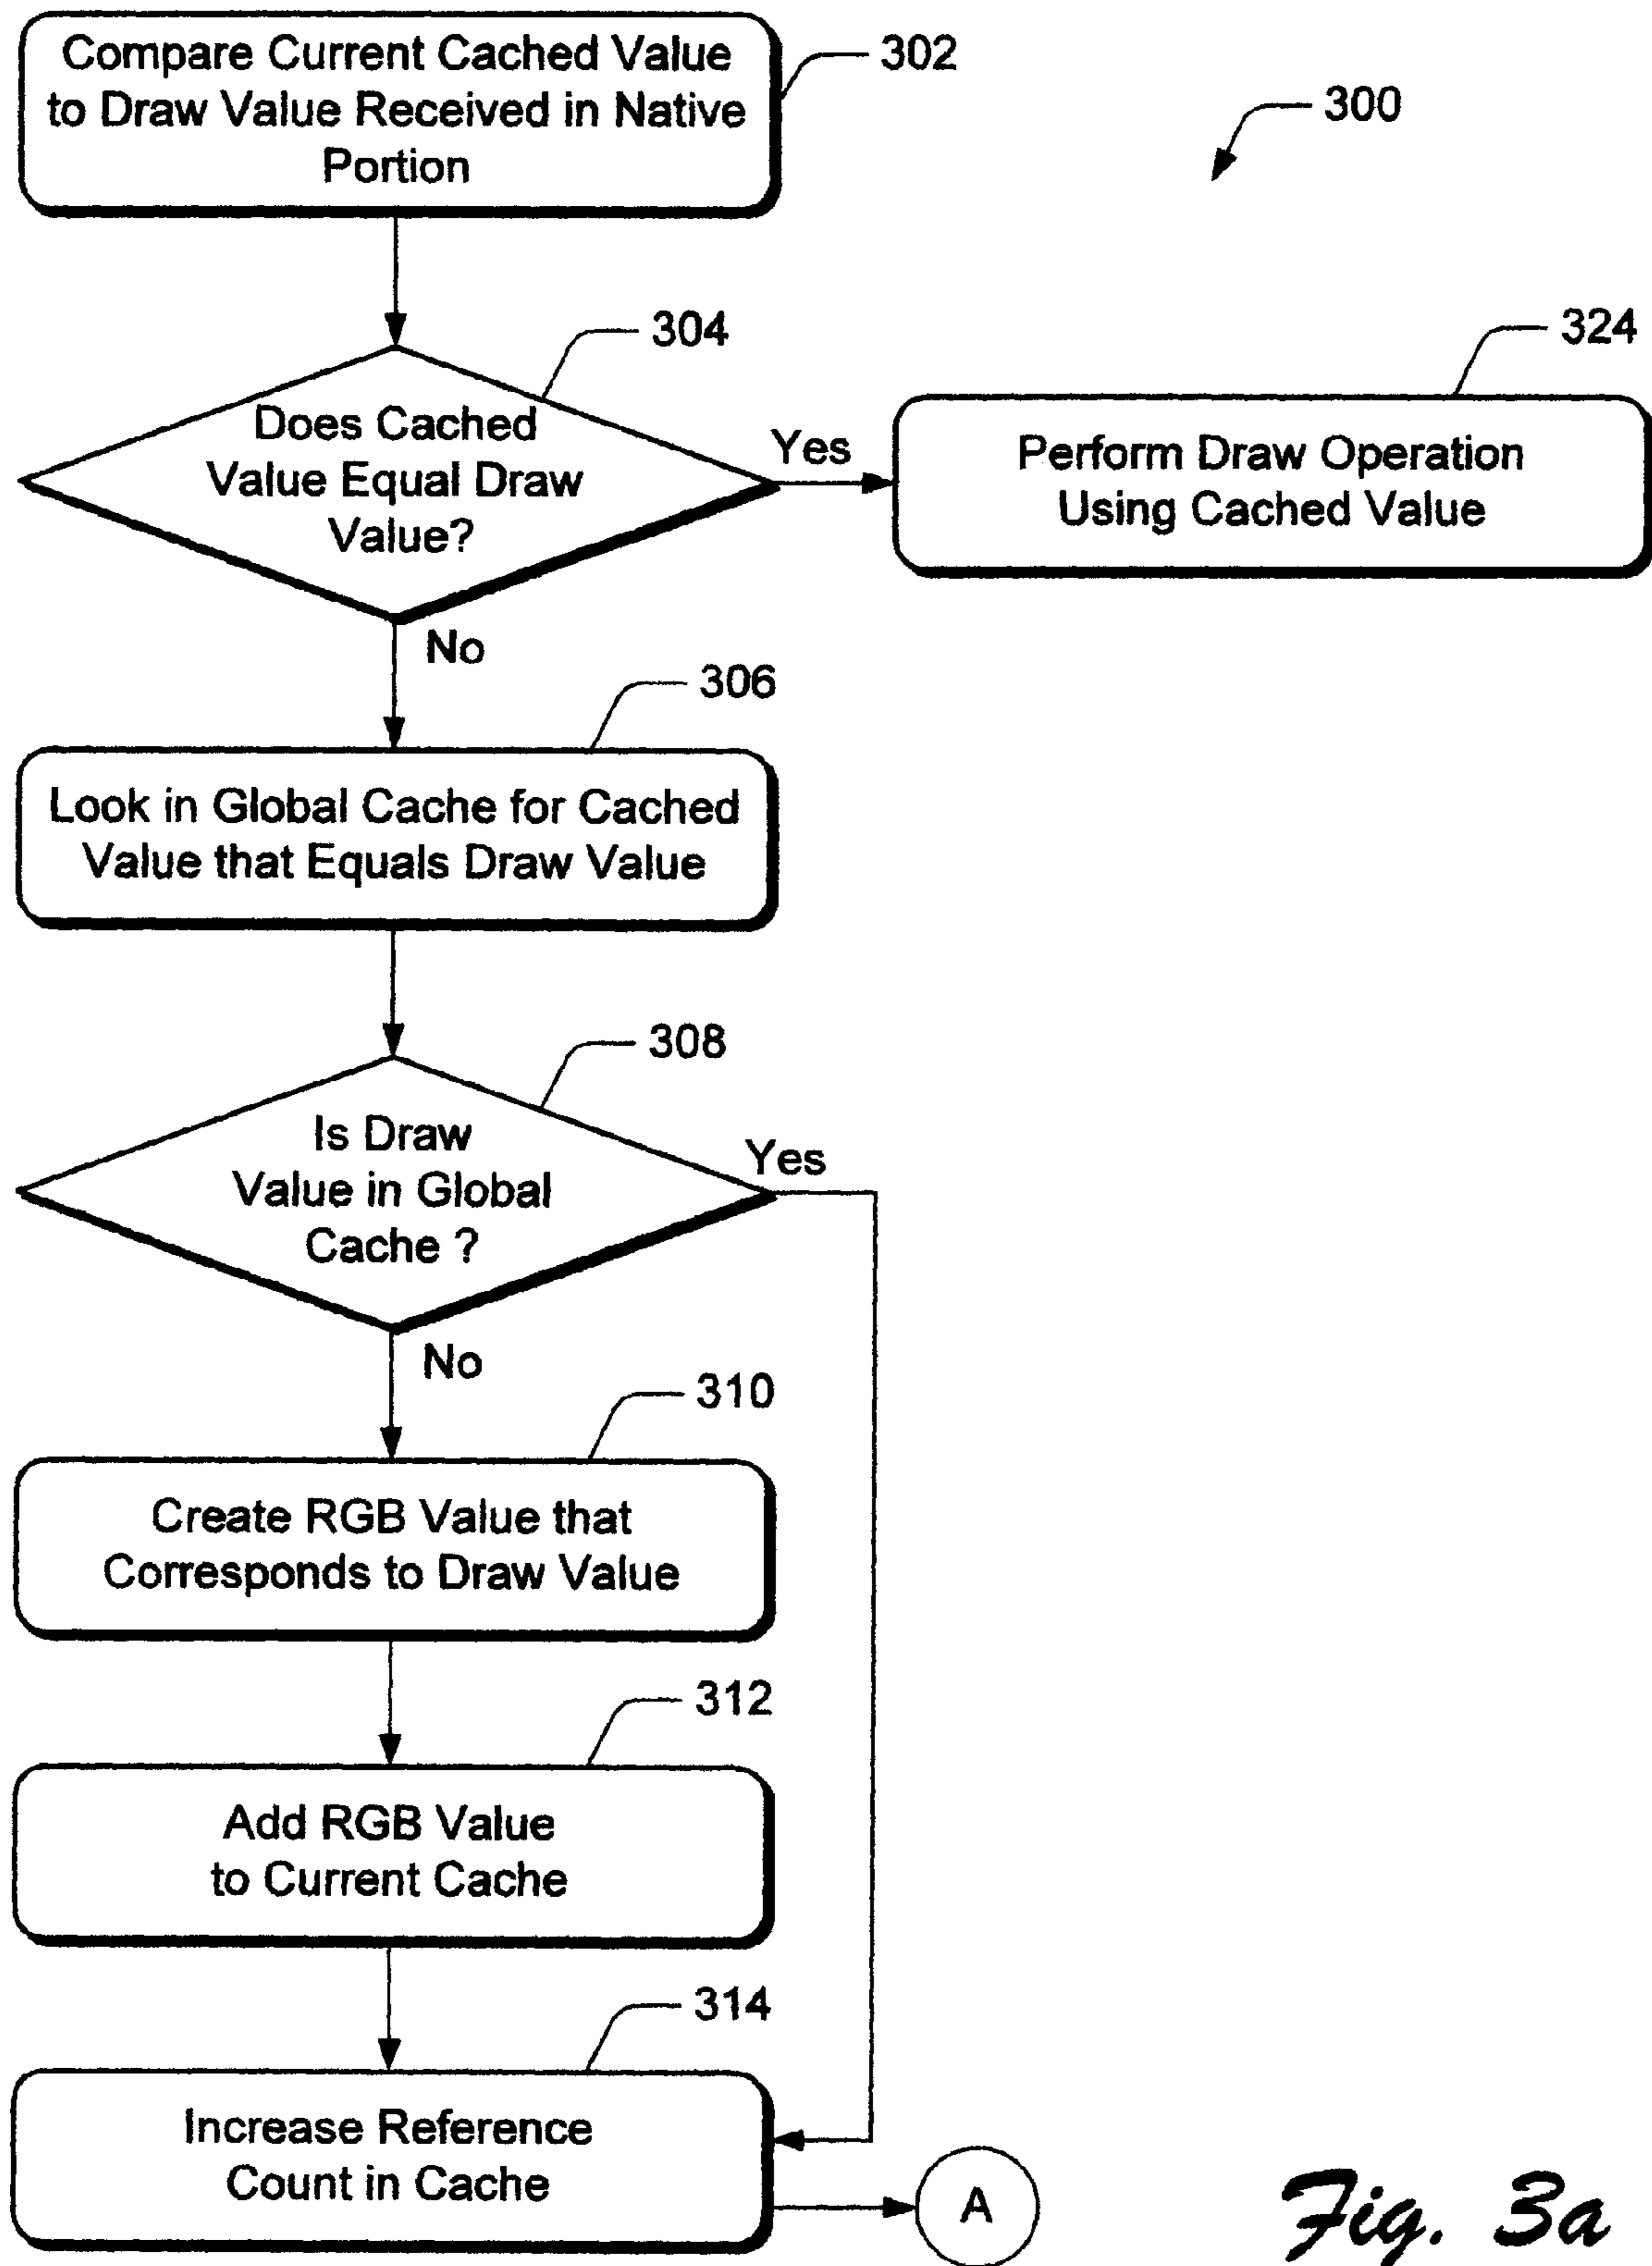 Compare Current Cached Value
to Draw Value Received in Native
Portion
302
300
304
Does Cached
Value Equal Draw
Value?
Yes
324
Perform Draw Operation
Using Cached Value
No
306
Look in Global Cache for Cached
Value that Equals Draw Value
308
Is Draw
Value in Global
Cache ?
Yes
No
310
Create RGB Value that
Corresponds to Draw Value
312
Add RGB Value
to Current Cache
314
Increase Reference
Count in Cache
A
Fig. 3a